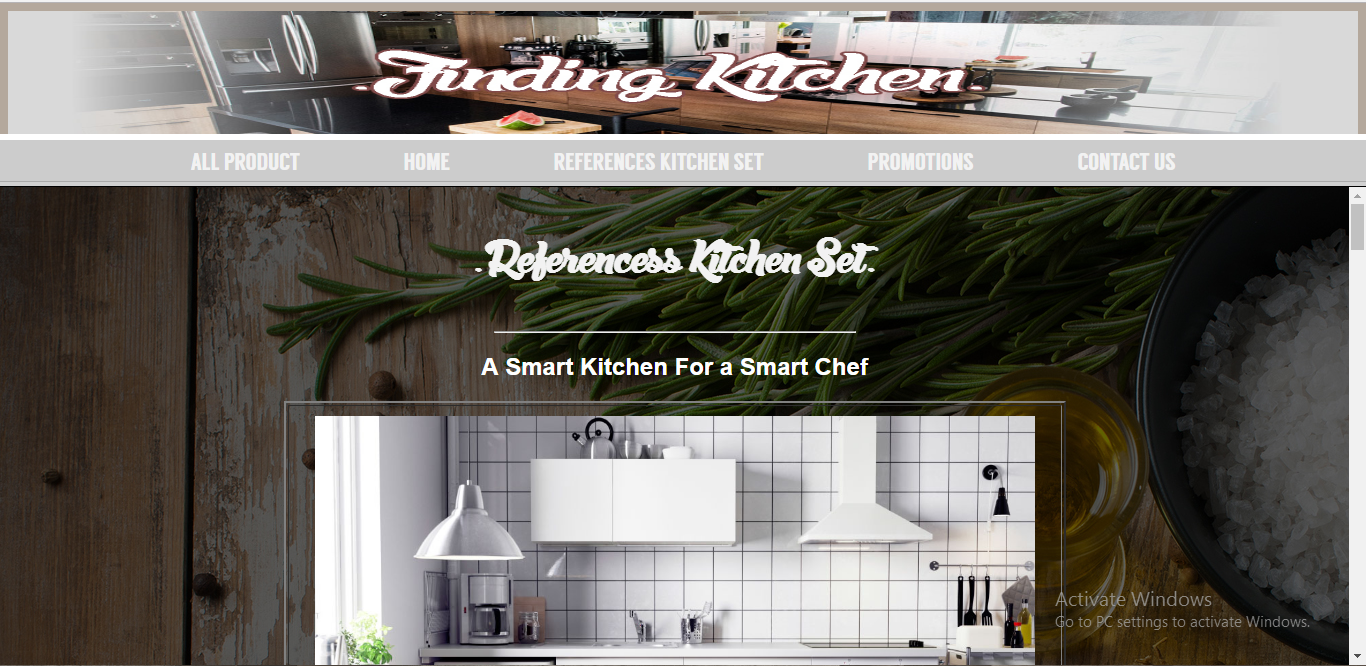 . Finding Kitchen .
ALL PRODUCT HOME REFERENCES KITCHEN SET PROMOTIONS CONTACT US
. Referencess Kitchen Set.
A Smart Kitchen For a Smart Chef
Activate Windows
Go to PC settings to activate Windows.